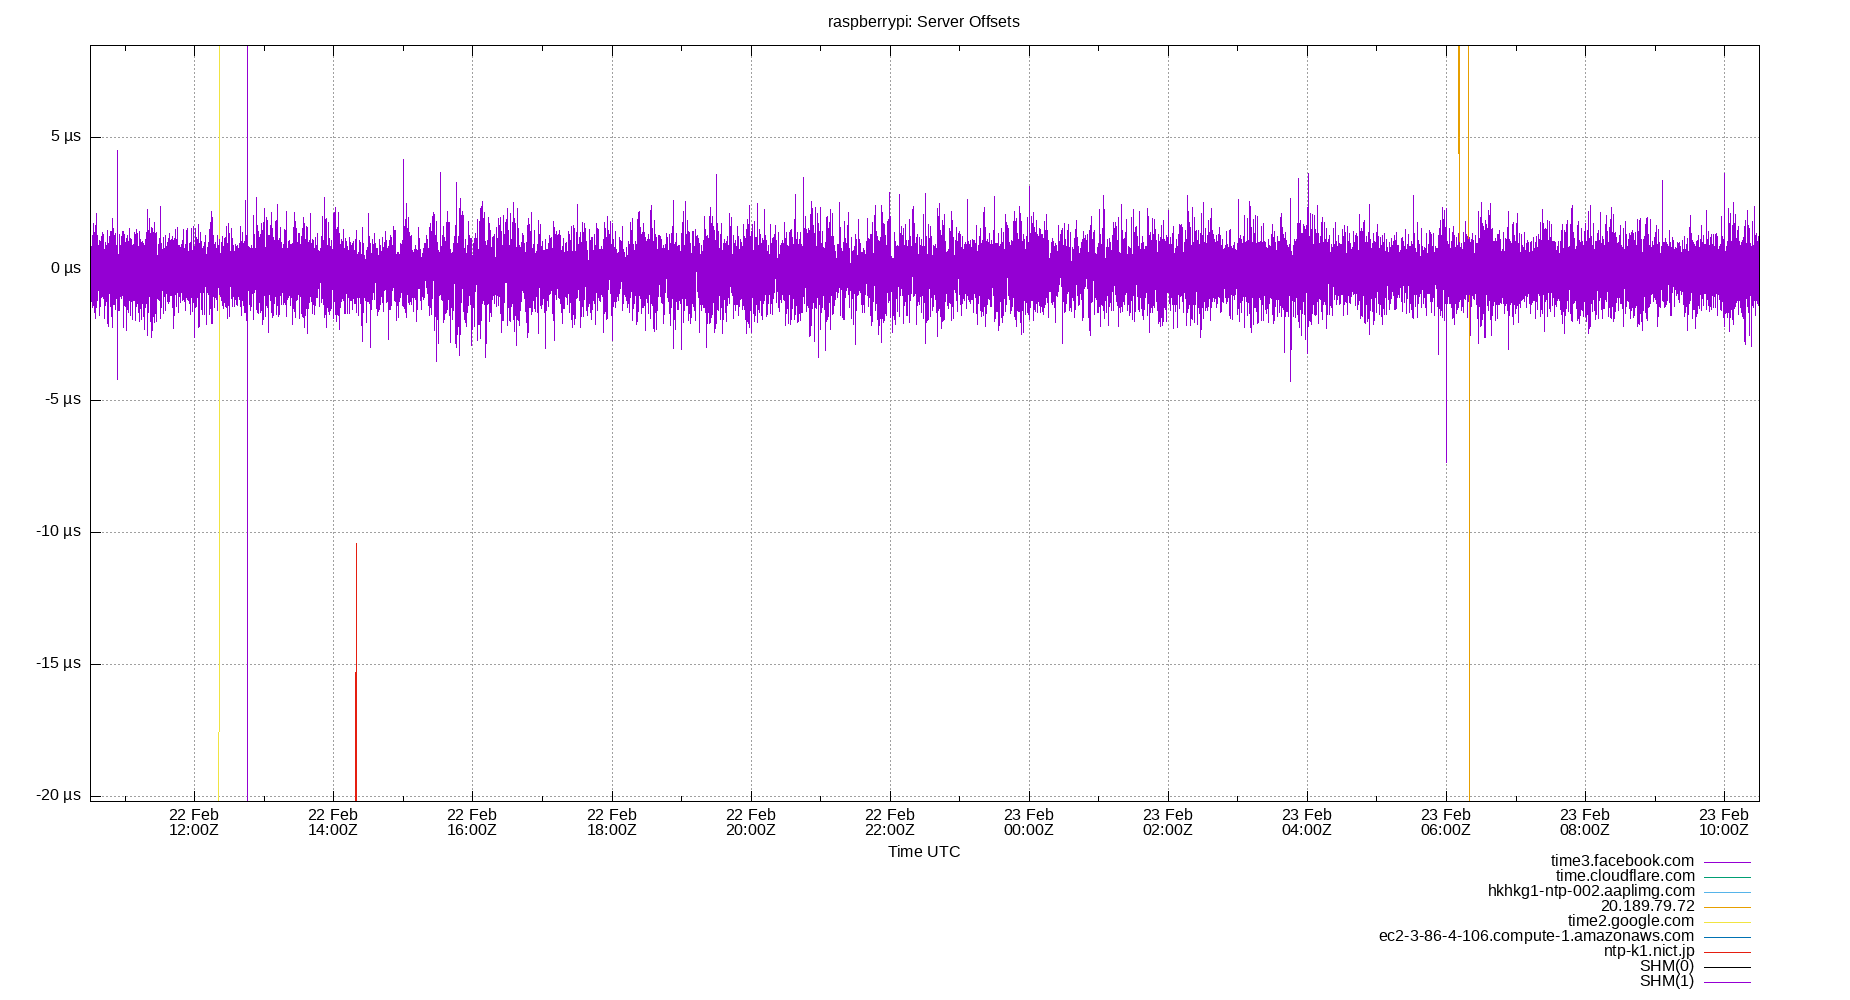 raspberrypi: Server Offsets
5 µs
0 µs
-5 µs
-10 µs
-15 µs
-20 µs
22 Feb 22 Feb 22 Feb 22 Feb 22 Feb 22 Feb 23 Feb 23 Feb 23 Feb 23 Feb 23 Feb 23 Feb
12:00Z 14:00Z 16:00Z 18:00Z 20:00Z 22:00Z 00:00Z 02:00Z 04:00Z 06:00Z 08:00Z 10:00Z
Time UTC
time3.facebook.com
time.cloudflare.com
hkhkg1-ntp-002.aaplimg.com
20.189.79.72
time2.google.com
ec2-3-86-4-106.compute-1.amazonaws.com
ntp-k1.nict.jp
SHM(0)
SHM(1)